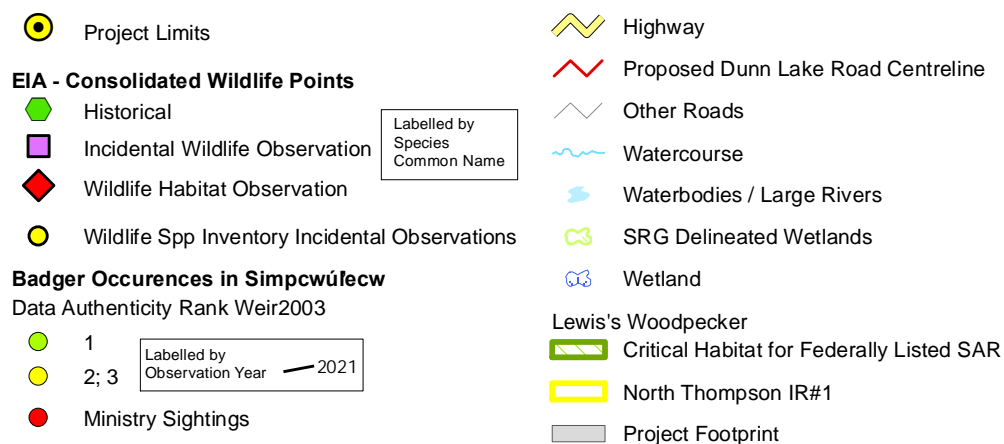 Project Limits
EIA - Consolidated Wildlife Points
Historical
Incidental Wildlife Observation
Wildlife Habitat Observation
Labelled by
Species
Common Name
Wildlife Spp Inventory Incidental Observations
Badger Occurences in Simpcwúl̓ecw
Data Authenticity Rank Weir2003
1
2; 3
Labelled by
Observation Year
2021
Ministry Sightings
Highway
Proposed Dunn Lake Road Centreline
Other Roads
Watercourse
Waterbodies / Large Rivers
SRG Delineated Wetlands
Wetland
Lewis's Woodpecker
Critical Habitat for Federally Listed SAR
North Thompson IR#1
Project Footprint